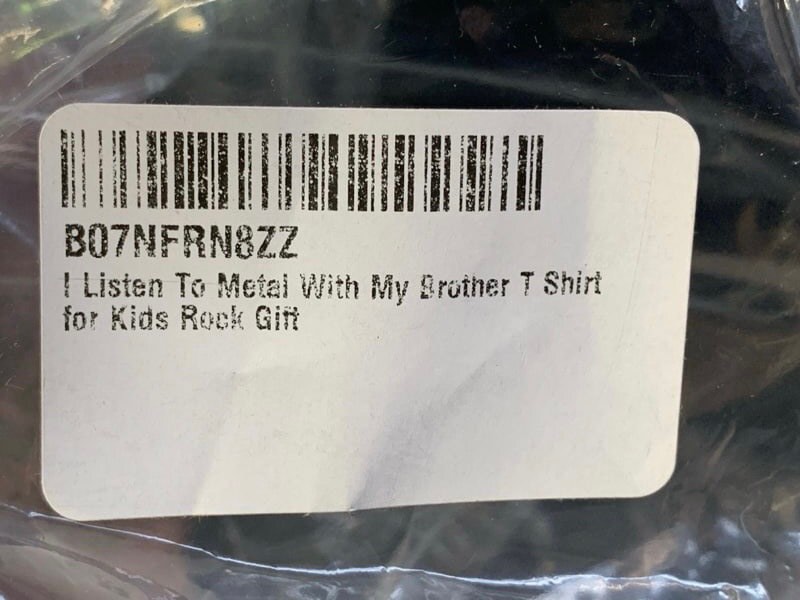 B07NFRN8ZZ
I Listen To Metal With My Brother T Shirt
for Kids Rock Gift